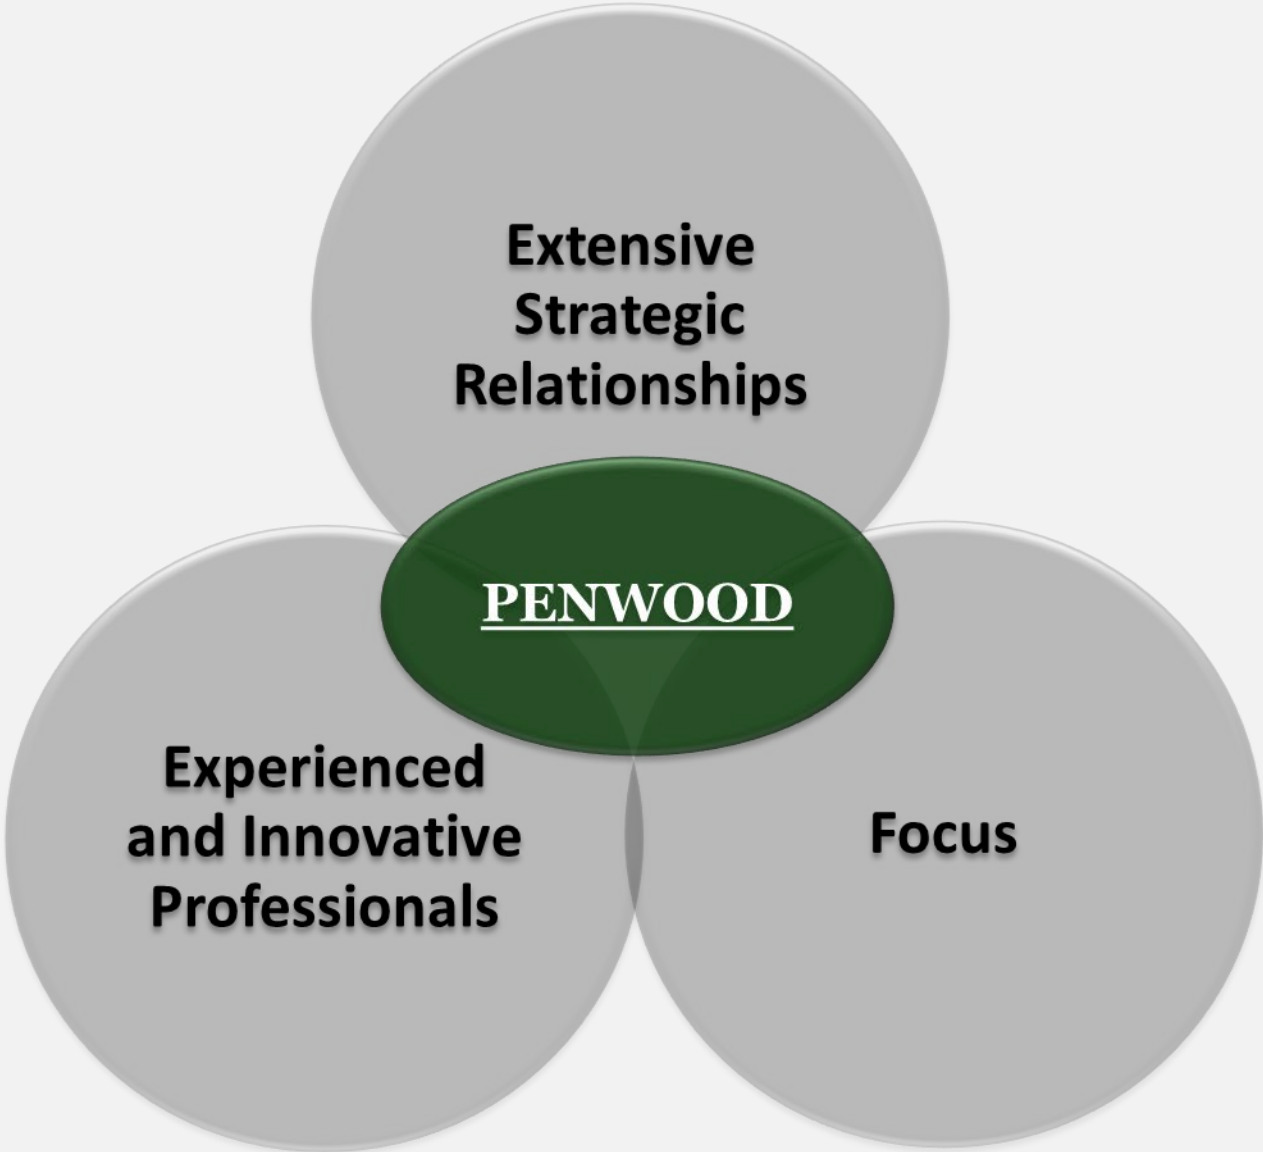 Extensive
Strategic
Relationships
PENWOOD
Experienced
and Innovative
Professionals
Focus